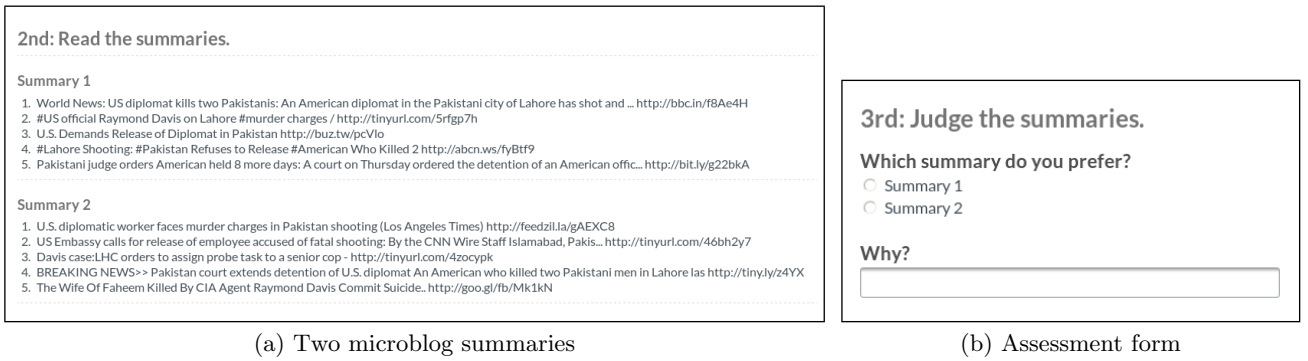 2nd: Read the summaries.
Summary 1
1. World News: US diplomat kills two Pakistanis: An American diplomat in the Pakistani city of Lahore has shot and ... http://bbc.in/f8Ae4H
2. #US official Raymond Davis on Lahore #murder charges / http://tinyurl.com/5rfgp7h
3. U.S. Demands Release of Diplomat in Pakistan http://buz.tw/pcVIo
4. #Lahore Shooting: #Pakistan Refuses to Release #American Who Killed 2 http://abcn.ws/fyBtf9
5. Pakistani judge orders American held 8 more days: A court on Thursday ordered the detention of an American offic... http://bit.ly/g22bkA
Summary 2
1. U.S. diplomatic worker faces murder charges in Pakistan shooting (Los Angeles Times) http://feedzil.la/gAEXC8
2. US Embassy calls for release of employee accused of fatal shooting: By the CNN Wire Staff Islamabad, Pakis... http://tinyurl.com/46bh2y7
3. Davis case:LHC orders to assign probe task to a senior cop - http://tinyurl.com/4zocypk
4. BREAKING NEWS>> Pakistan court extends detention of U.S. diplomat An American who killed two Pakistani men in Lahore las http://tiny.ly/z4YX
5. The Wife Of Faheem Killed By CIA Agent Raymond Davis Commit Suicide.. http://goo.gl/fb/Mk1kN
(a) Two microblog summaries
3rd: Judge the summaries.
Which summary do you prefer?
Summary 1
Summary 2
Why?
(b) Assessment form